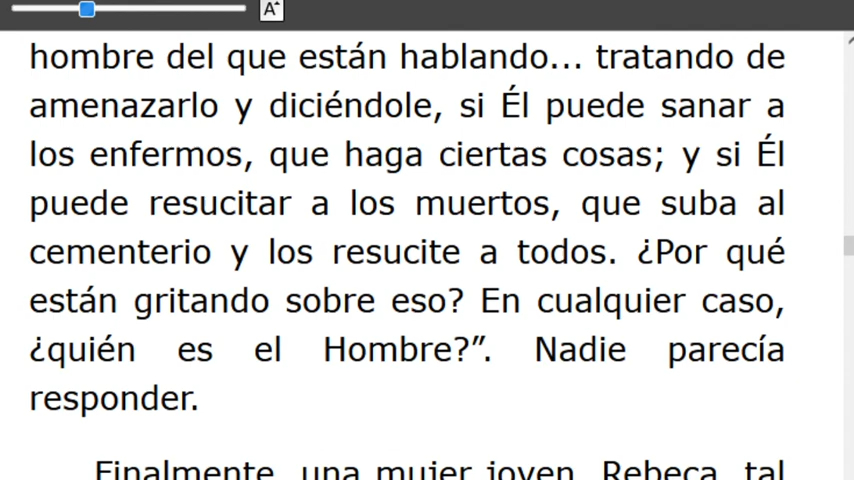 A
hombre del que están hablando... tratando de
amenazarlo y diciéndole, si Él puede sanar a
los enfermos, que haga ciertas cosas; y si Él
puede resucitar a los muertos, que suba al
cementerio y los resucite a todos. ¿Por qué
están gritando sobre eso? En cualquier caso,
¿quién es el Hombre?”. Nadie parecía
responder.
Finalmente, una mujer joven, Rebeca, tal